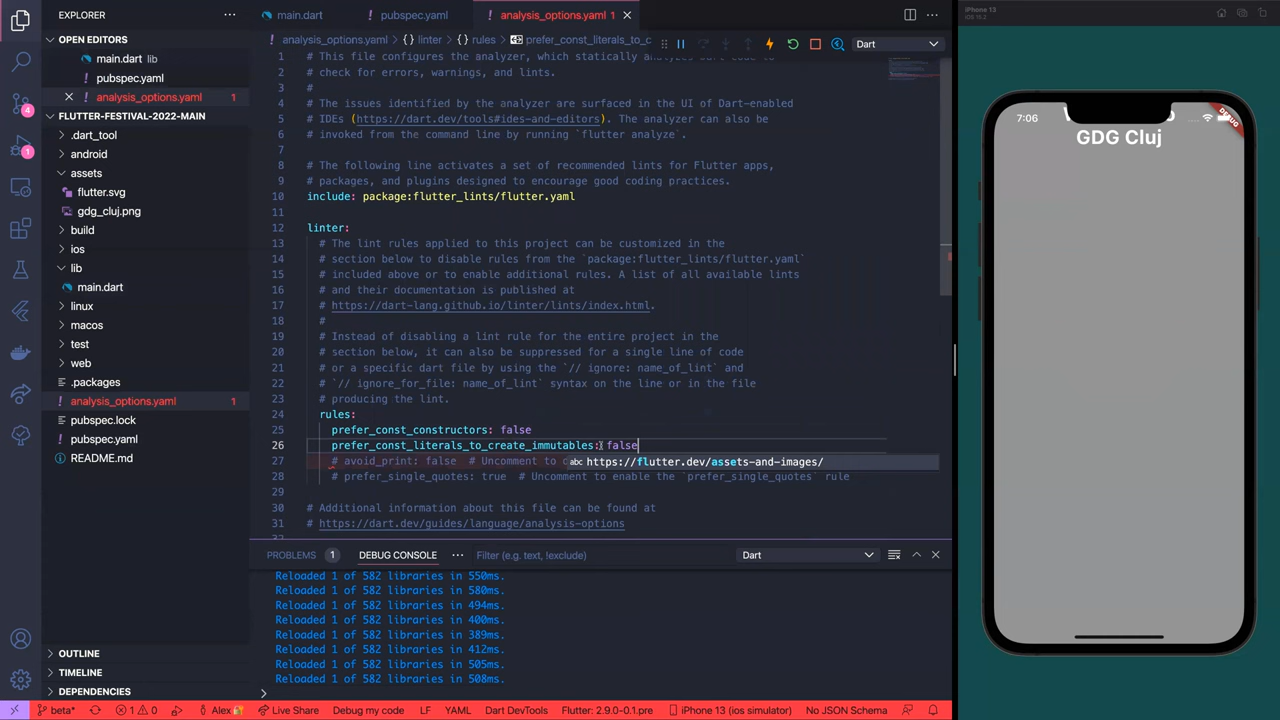 EXPLORER
OPEN EDITORS
main.dart lib
pubspec.yaml
analysis_options.yaml 1
FLUTTER-FESTIVAL-2022-MAIN
.dart_tool
android
assets
flutter.svg
gdg_cluj.png
build
ios
lib
main.dart
linux
macos
test
web
.packages
analysis_options.yaml 1
pubspec.lock
pubspec.yaml
README.md
OUTLINE
TIMELINE
DEPENDENCIES
4
1
main.dart
pubspec.yaml
analysis_options.yaml 1
analysis_options.yaml > {} linter > {} rules > prefer_const_literals_to_c
Dart
1 # This file configures the analyzer, which statically analyzes Dart code to
2 # check for errors, warnings, and lints.
3 #
4 # The issues identified by the analyzer are surfaced in the UI of Dart-enabled
5 # IDEs (https://dart.dev/tools#ides-and-editors). The analyzer can also be
6 # invoked from the command line by running `flutter analyze`.
7
8 # The following line activates a set of recommended lints for Flutter apps,
9 # packages, and plugins designed to encourage good coding practices.
10 include: package:flutter_lints/flutter.yaml
11
12 linter:
13 # The lint rules applied to this project can be customized in the
14 # section below to disable rules from the `package:flutter_lints/flutter.yaml`
15 # included above or to enable additional rules. A list of all available lints
16 # and their documentation is published at
17 # https://dart-lang.github.io/linter/lints/index.html.
18 #
19 # Instead of disabling a lint rule for the entire project in the
20 # section below, it can also be suppressed for a single line of code
21 # or a specific dart file by using the `// ignore: name_of_lint` and
22 # `// ignore_for_file: name_of_lint` syntax on the line or in the file
23 # producing the lint.
24 rules:
25 prefer_const_constructors: false
26 prefer_const_literals_to_create_immutables: false
27 # avoid_print: false # Uncomment to
abc https://flutter.dev/assets-and-images/
28 # prefer_single_quotes: true # Uncomment to enable the `prefer_single_quotes` rule
29
30 # Additional information about this file can be found at
31 # https://dart.dev/guides/language/analysis-options
PROBLEMS 1 DEBUG CONSOLE Filter (e.g. text, !exclude) Dart
Reloaded 1 of 582 libraries in 550ms.
Reloaded 1 of 582 libraries in 580ms.
Reloaded 1 of 582 libraries in 494ms.
Reloaded 1 of 582 libraries in 400ms.
Reloaded 1 of 582 libraries in 389ms.
Reloaded 1 of 582 libraries in 412ms.
Reloaded 1 of 582 libraries in 505ms.
Reloaded 1 of 582 libraries in 508ms.
beta* 1 0 Alex Live Share Debug my code LF YAML Dart DevTools Flutter: 2.9.0-0.1.pre iPhone 13 (ios simulator) No JSON Schema
iPhone 13
7:06
DEBUG
GDG Cluj